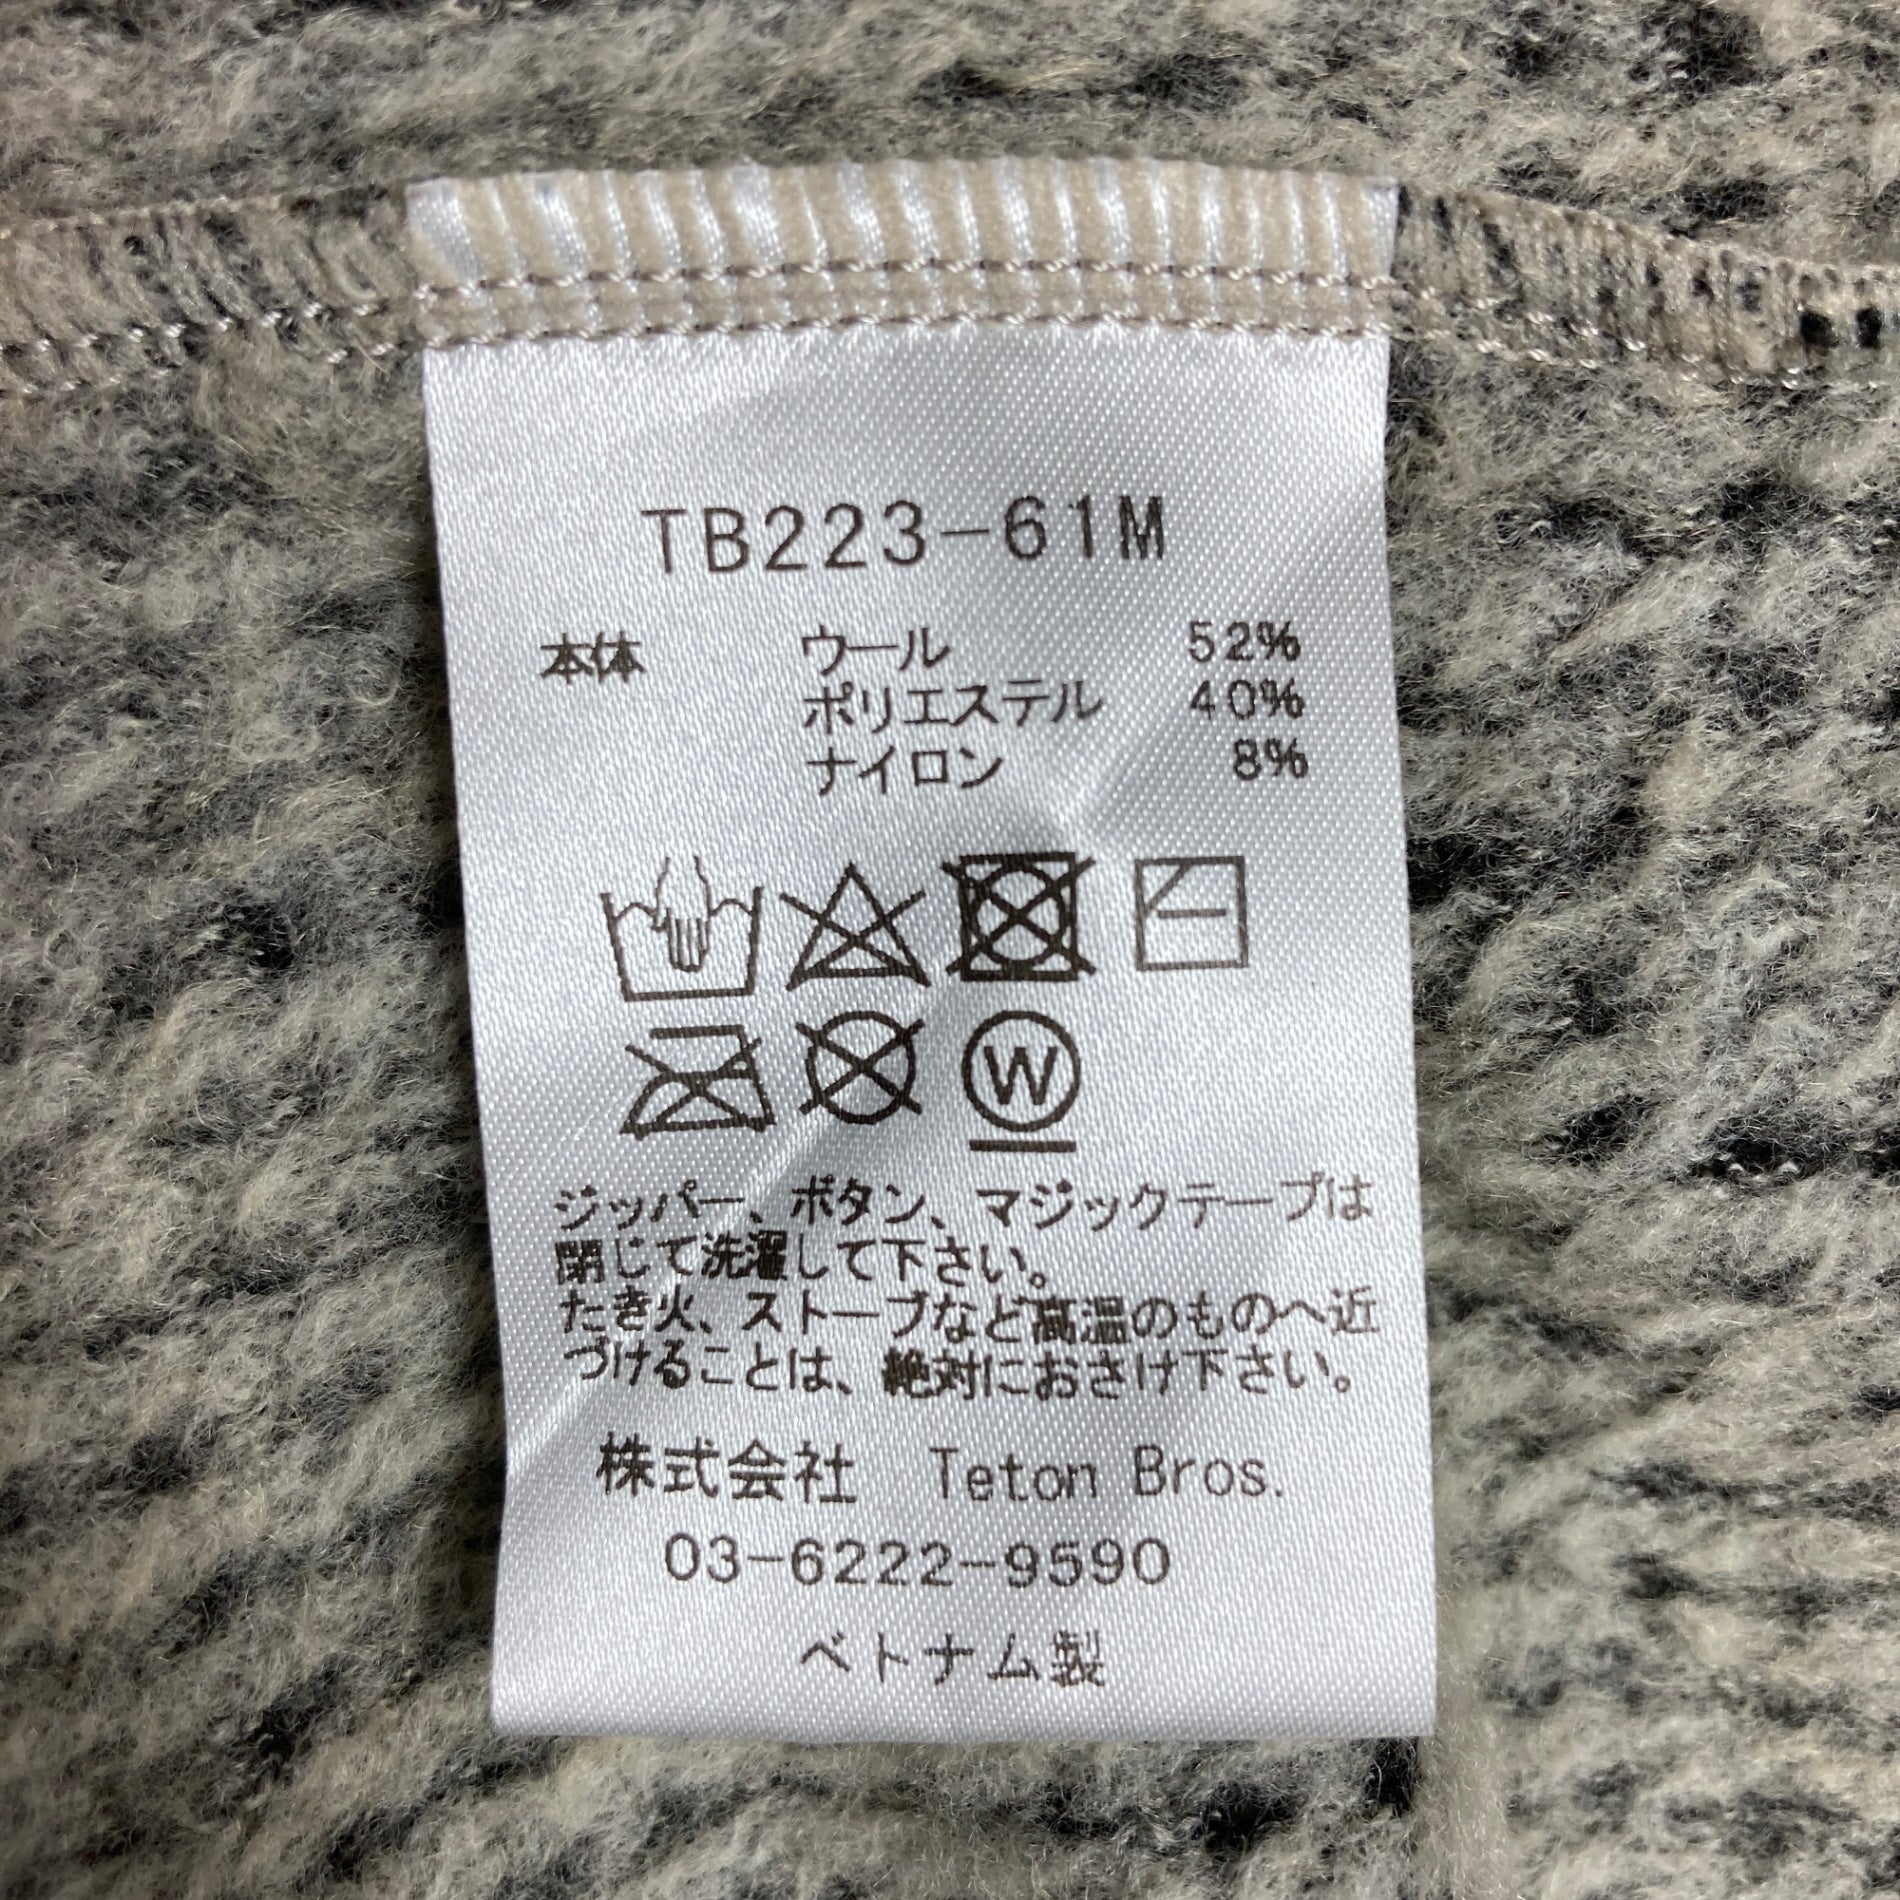 TB223-61M
本体 ウール 52%
ポリエステル 40%
ナイロン 8%
W
ジッパー、ボタン、マジックテープは
閉じて洗濯して下さい。
たき火、ストーブなど高温のものへ近
づけることは、絶対におさけ下さい。
株式会社 Teton Bros.
03-6222-9590
ベトナム製